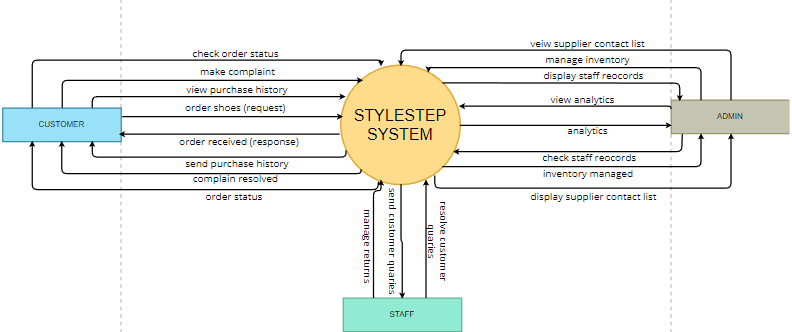 check order status
make complaint
view purchase history
order shoes (request)
CUSTOMER
order received (response)
send purchase history
complain resolved
order status
STYLESTEP
SYSTEM
veiw supplier contact list
manage inventory
display staff reocords
view analytics
ADMIN
analytics
check staff reocords
inventory managed
display supplier contact list
manage returns
send customer quaries
resolve customer
quaries
STAFF